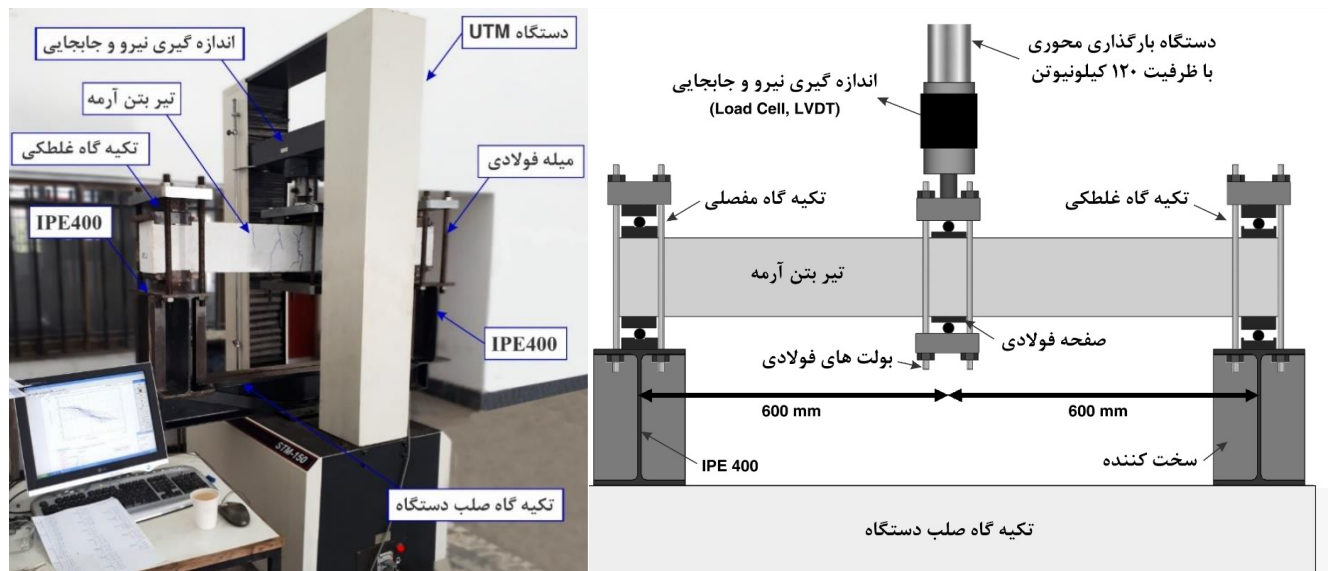 دستگاه UTM
اندازه گیری نیرو و جابجایی
تیر بتن آرمه
تکیه گاه غلطکی
میله فولادی
IPE400
IPE400
STM-150
تکیه گاه صلب دستگاه
دستگاه بارگذاری محوری
با ظرفیت ۱۲۰ کیلونیوتن
اندازه گیری نیرو و جابجایی
(Load Cell, LVDT)
تکیه گاه مفصلی
تکیه گاه غلطکی
تیر بتن آرمه
صفحه فولادی
بولت های فولادی
600 mm
600 mm
IPE 400
سخت کننده
تکیه گاه صلب دستگاه